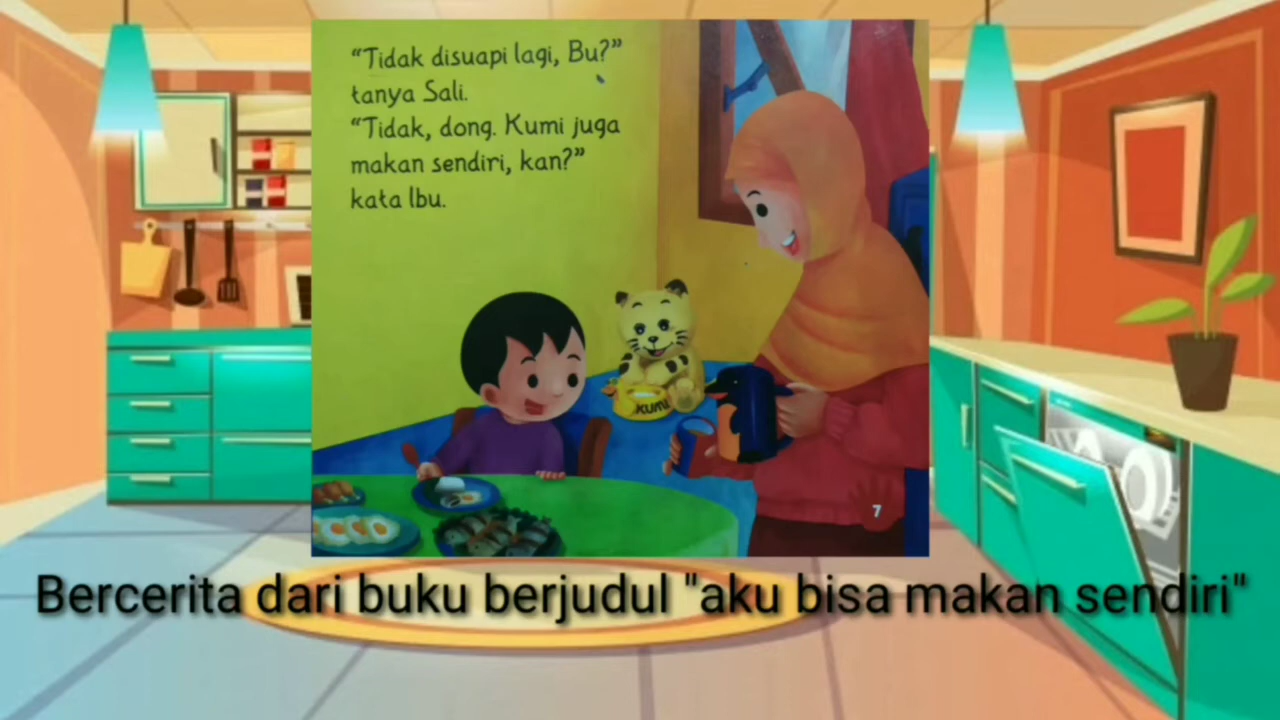 “Tidak disuapi lagi, Bu?”
tanya Sali.
“Tidak, dong. Kumi juga
makan sendiri, kan?”
kata Ibu.
KUMI
7
Bercerita dari buku berjudul "aku bisa makan sendiri"